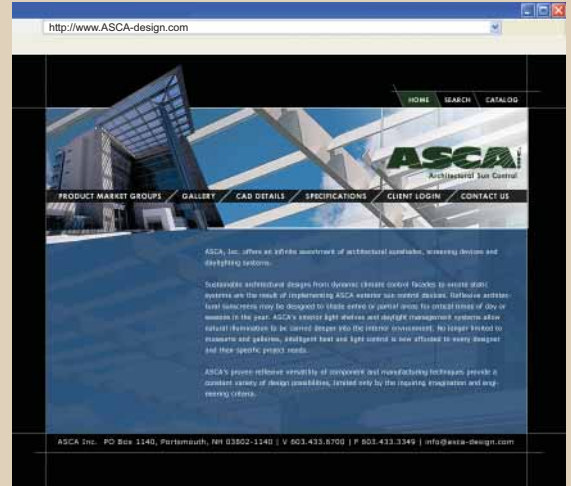 http://www.ASCA-design.com
HOME SEARCH CATALOG
ASCA INC.
Architectural Sun Control
PRODUCT MARKET GROUPS GALLERY CAD DETAILS SPECIFICATIONS CLIENT LOGIN CONTACT US
ASCA, Inc. offers an infinite assortment of architectural sunshades, screening devices and
daylighting systems.
Sustainable architectural designs from dynamic climate control facades to ornate static
systems are the result of implementing ASCA exterior sun control devices. Reflexive architec-
tural sunscreens may be designed to shade entire or partial areas for critical times of day or
seasons in the year. ASCA's interior light shelves and daylight management systems allow
natural illumination to be carried deeper into the interior environment. No longer limited to
museums and galleries, intelligent heat and light control is now afforded to every designer
and their specific project needs.
ASCA's proven reflexive versatility of component and manufacturing techniques provide a
constant variety of design possibilities, limited only by the inquiring imagination and engi-
neering criteria.
ASCA Inc. PO Box 1140, Portsmouth, NH 03802-1140 | V 603.433.6700 | F 603.433.3349 | info@asca-design.com